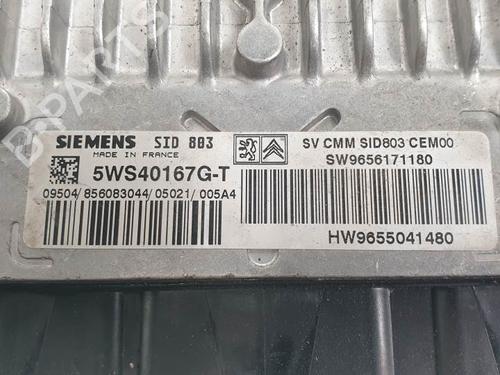 SIEMENS SID 803
MADE IN FRANCE
5WS40167G-T
09504/856083044/05021/005A4
SV CMM SID803 CEM00
SW9656171180
HW9655041480
B-PARTS